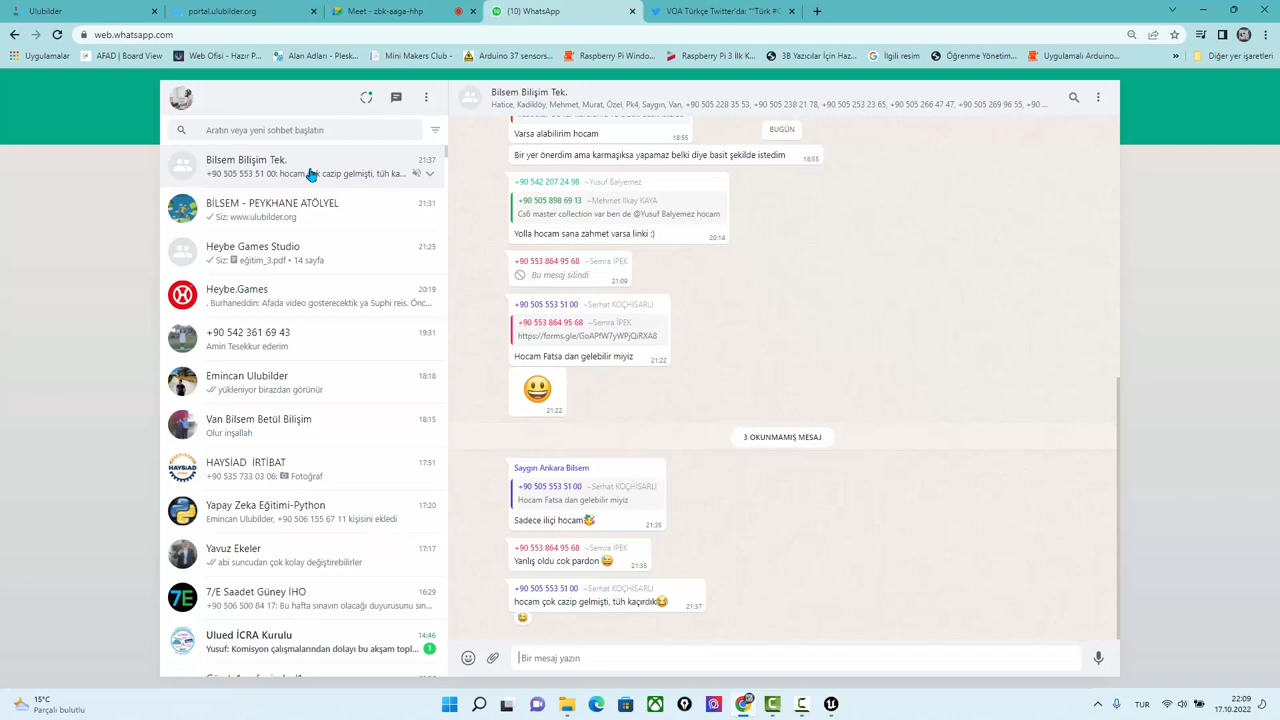 Ulubilder
portal.ulubilder.org/
Meet – zbk-aaga-hhp
(10) WhatsApp
VOA Türkçe Twitter'da: "'Türk #C
web.whatsapp.com
Uygulamalar
AFAD | Board View
Web Ofisi - Hazır P...
Alan Adları - Pleyte...
Mini Makers Club -
Arduino 37 sensors...
Raspberry Pi Windo...
Raspberry Pi 3 İlk K...
3B Yazıcılar İçin Haz...
İlgili resim
Öğrenme Yönetim...
Uygulamalı Arduino...
»
Diğer yer işaretleri
Aratın veya yeni sohbet başlatın
Bilsem Bilişim Tek.
21:37
+90 505 553 51 00: hocam çok cazip gelmişti, tüh ka...
BİLSEM - PEYKHANE ATÖLYEL
21:31
Siz: www.ulubilder.org
Heybe Games Studio
21:25
Siz: eğitim_3.pdf • 14 sayfa
Heybe.Games
20:19
. Burhaneddin: Afada video gosterecektik ya Suphi reis. Önc...
+90 542 361 69 43
19:31
Amin Tesekkur ederim
Emincan Ulubilder
18:18
yükleniyor birazdan görünür
Van Bilsem Betül Bilişim
18:15
Olur inşallah
HAYSİAD İRTİBAT
17:51
+90 535 733 03 06: Fotoğraf
Yapay Zeka Eğitimi-Python
17:20
Emincan Ulubilder, +90 506 155 67 11 kişisini ekledi
Yavuz Ekeler
17:17
abi suncudan çok kolay değiştirebilirler
7/E Saadet Güney İHO
16:29
+90 506 500 84 17: Bu hafta sınavın olacağı duyurusunu sın...
Ulued İCRA Kurulu
14:46
Yusuf: Komisyon çalışmalarından dolayı bu akşam topl...
1
Bilsem Bilişim Tek.
Hatice, Kadiköy, Mehmet, Murat, Özel, Pk4, Saygın, Van, +90 505 228 35 53, +90 505 238 21 78, +90 505 253 23 65, +90 505 266 47 47, +90 505 269 96 55, +90 ...
BUGÜN
Varsa alabilirim hocam
18:55
Bir yer önerdim ama karmaşıksa yapamaz belki diye basit şekilde istedim
18:55
+90 542 207 24 98 ~Yusuf Balyemez
+90 505 898 69 13 ~Mehmet Ilkay KAYA
Cs6 master collection var ben de @Yusuf Balyemez hocam
Yolla hocam sana zahmet varsa linki :)
20:14
+90 553 864 95 68 ~Semra İPEK
Bu mesaj silindi
21:09
+90 505 553 51 00 ~Serhat KOÇHİSARLI
+90 553 864 95 68 ~Semra İPEK
https://forms.gle/GoAPfW7yWPjQiRXA8
Hocam Fatsa dan gelebilir miyiz
21:22
21:22
3 OKUNMAMIŞ MESAJ
Saygın Ankara Bilsem
+90 505 553 51 00 ~Serhat KOÇHİSARLI
Hocam Fatsa dan gelebilir miyiz
Sadece iliçi hocam
21:35
+90 553 864 95 68 ~Semra İPEK
Yanlış oldu cok pardon
21:35
+90 505 553 51 00 ~Serhat KOÇHİSARLI
hocam çok cazip gelmişti, tüh kaçırdık
21:37
Bir mesaj yazın
15°C
Parçalı bulutlu
TUR
22:09
17.10.2022